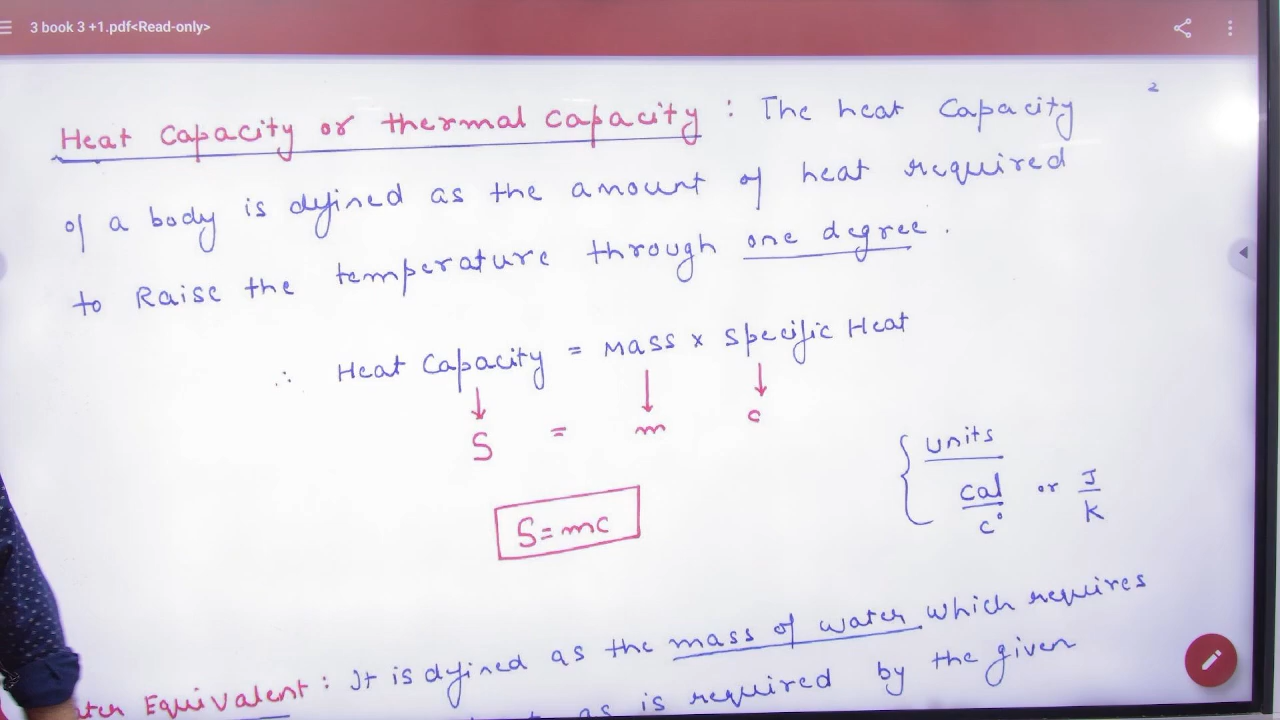 3 book 3 +1.pdf<Read-only>
2
Heat Capacity or thermal capacity : The heat Capacity
of a body is defined as the amount of heat required
to Raise the temperature through one degree.
∴ Heat Capacity = Mass x Specific Heat
S = m c
S = mc
units
cal/c° or J/K
Equivalent : It is defined as the mass of water which requires
as is required by the given